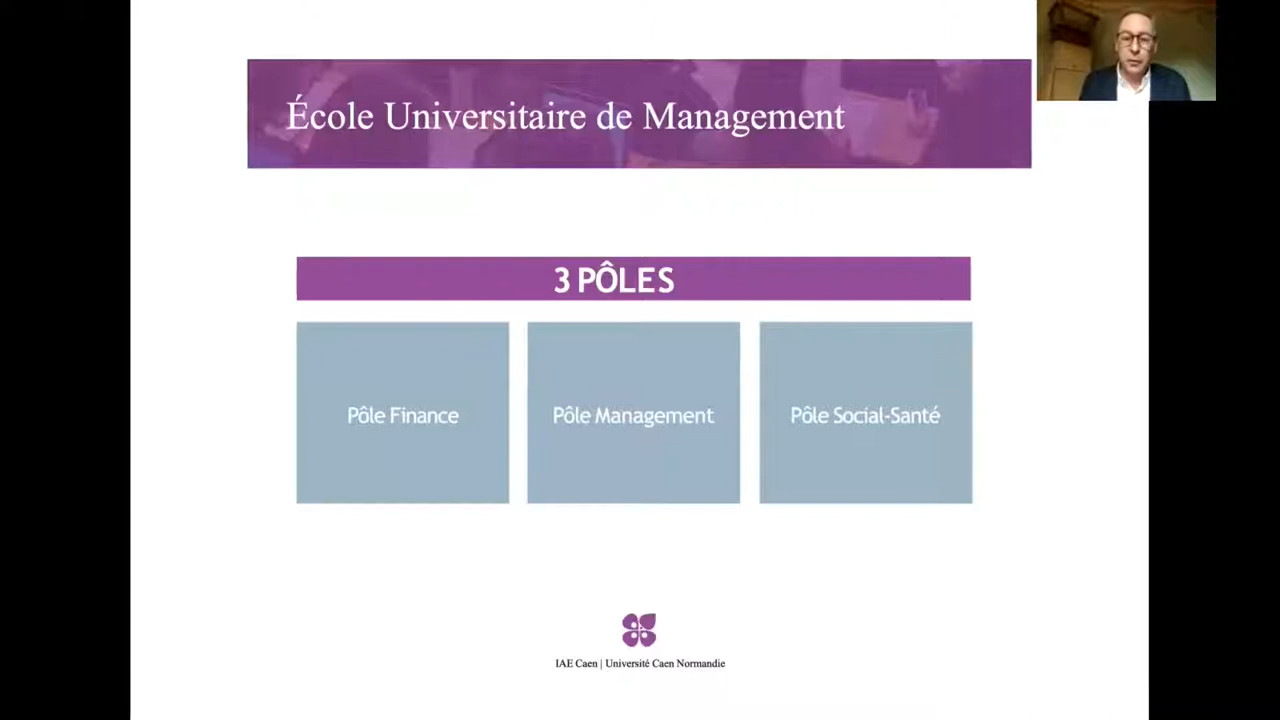 École Universitaire de Management
3 PÔLES
Pôle Finance
Pôle Management
Pôle Social-Santé
IAE Caen | Université Caen Normandie